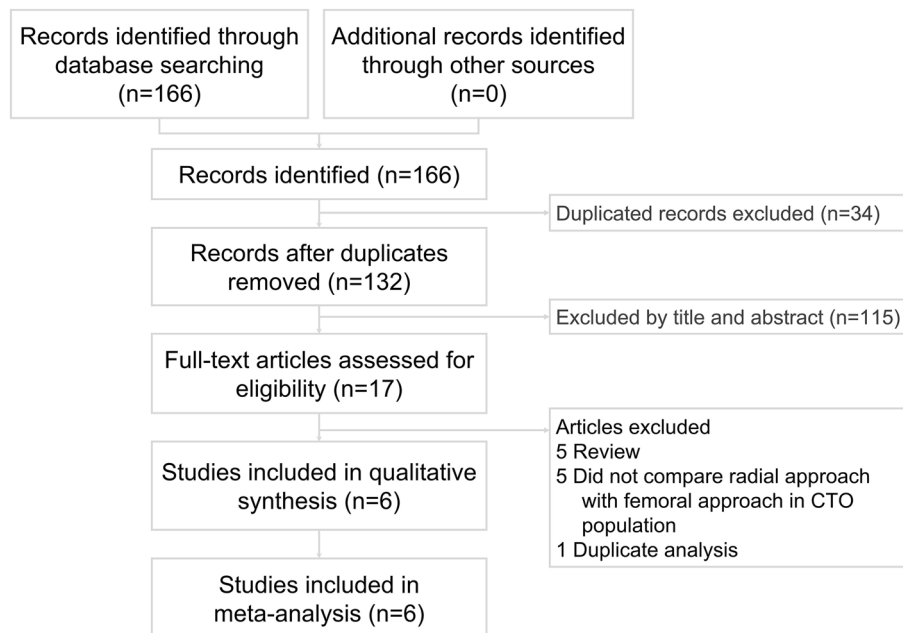 Records identified through
database searching
(n=166)
Additional records identified
through other sources
(n=0)
Records identified (n=166)
Duplicated records excluded (n=34)
Records after duplicates
removed (n=132)
Excluded by title and abstract (n=115)
Full-text articles assessed for
eligibility (n=17)
Articles excluded
5 Review
5 Did not compare radial approach
with femoral approach in CTO
population
1 Duplicate analysis
Studies included in qualitative
synthesis (n=6)
Studies included in
meta-analysis (n=6)